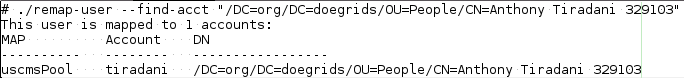 # ./remap-user --find-acct "/DC=org/DC=doegrids/OU=People/CN=Anthony Tiradani 329103"
This user is mapped to 1 accounts:
MAP Account DN
---------- -------- -----------------
uscmsPool tiradani /DC=org/DC=doegrids/OU=People/CN=Anthony Tiradani 329103